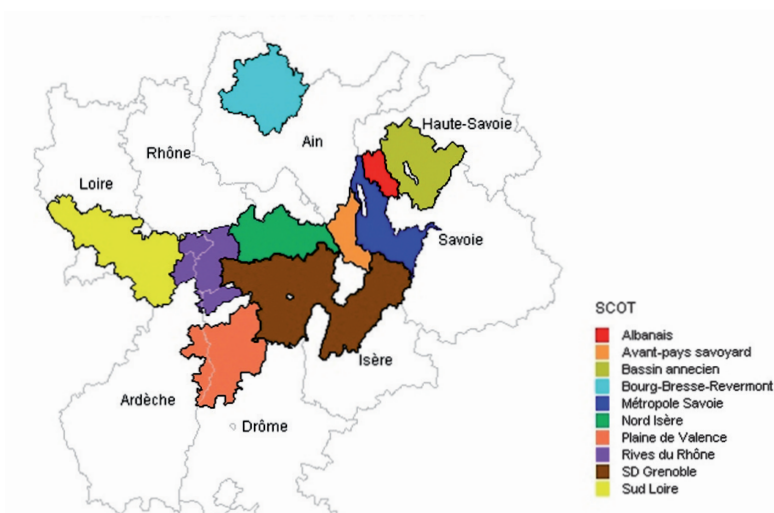 Haute-Savoie
Ain
Rhône
Loire
Savoie
Isère
Ardèche
Drôme
SCOT
Albanais
Avant-pays savoyard
Bassin annecien
Bourg-Bresse-Revermont
Métropole Savoie
Nord Isère
Plaine de Valence
Rives du Rhône
SD Grenoble
Sud Loire